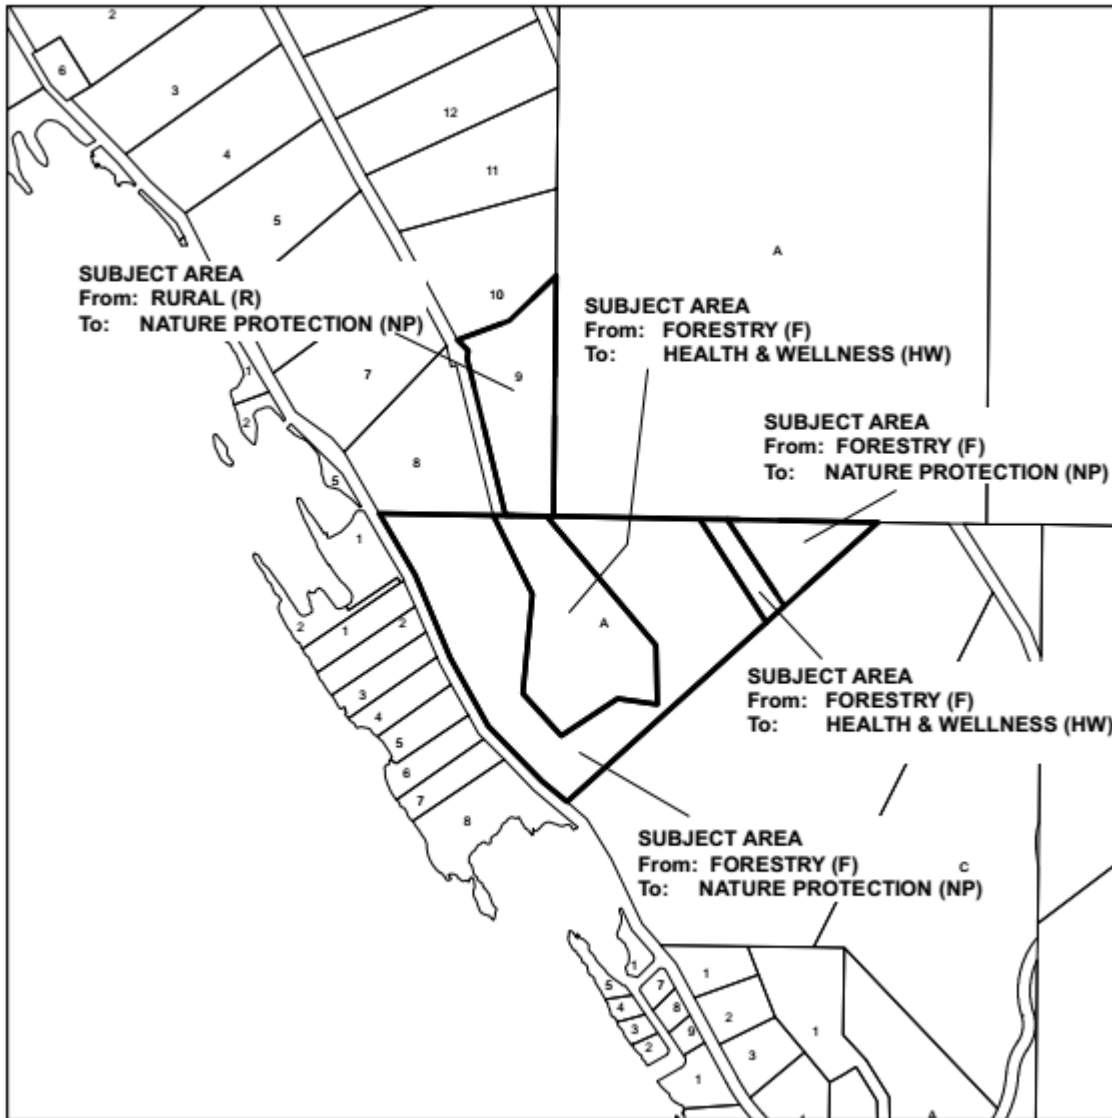 2
6
3
4
5
12
11
A
SUBJECT AREA
From: RURAL (R)
To: NATURE PROTECTION (NP)
10
SUBJECT AREA
From: FORESTRY (F)
To: HEALTH & WELLNESS (HW)
9
7
1
2
8
5
SUBJECT AREA
From: FORESTRY (F)
To: NATURE PROTECTION (NP)
1
2
1
2
A
3
4
5
6
7
8
SUBJECT AREA
From: FORESTRY (F)
To: HEALTH & WELLNESS (HW)
SUBJECT AREA
From: FORESTRY (F)
To: NATURE PROTECTION (NP)
C
1
5
4
3
2
7
8
9
1
1
2
3
1
A